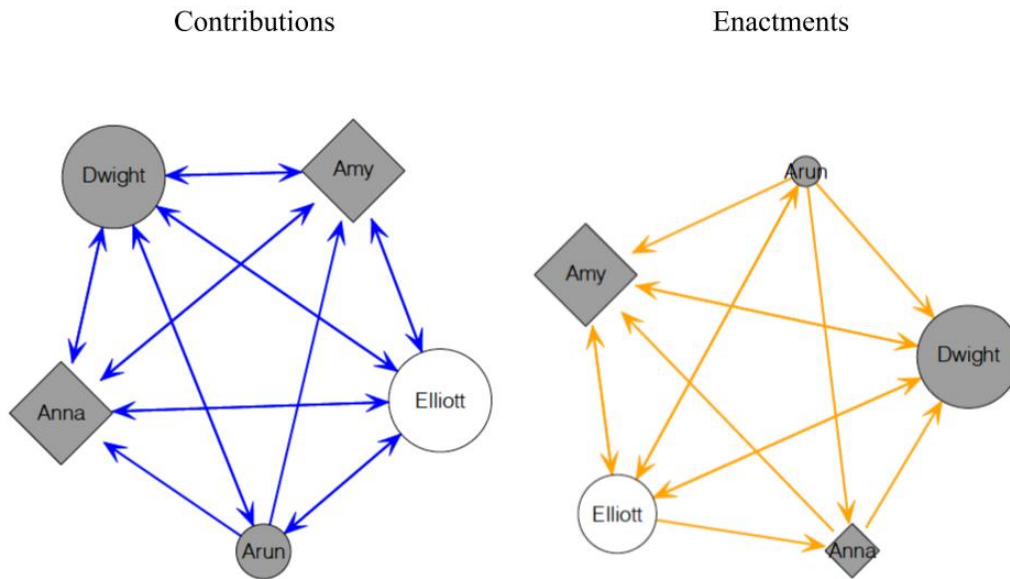 Contributions
Enactments
Dwight
Amy
Anna
Elliott
Arun
Arun
Amy
Dwight
Elliott
Anna